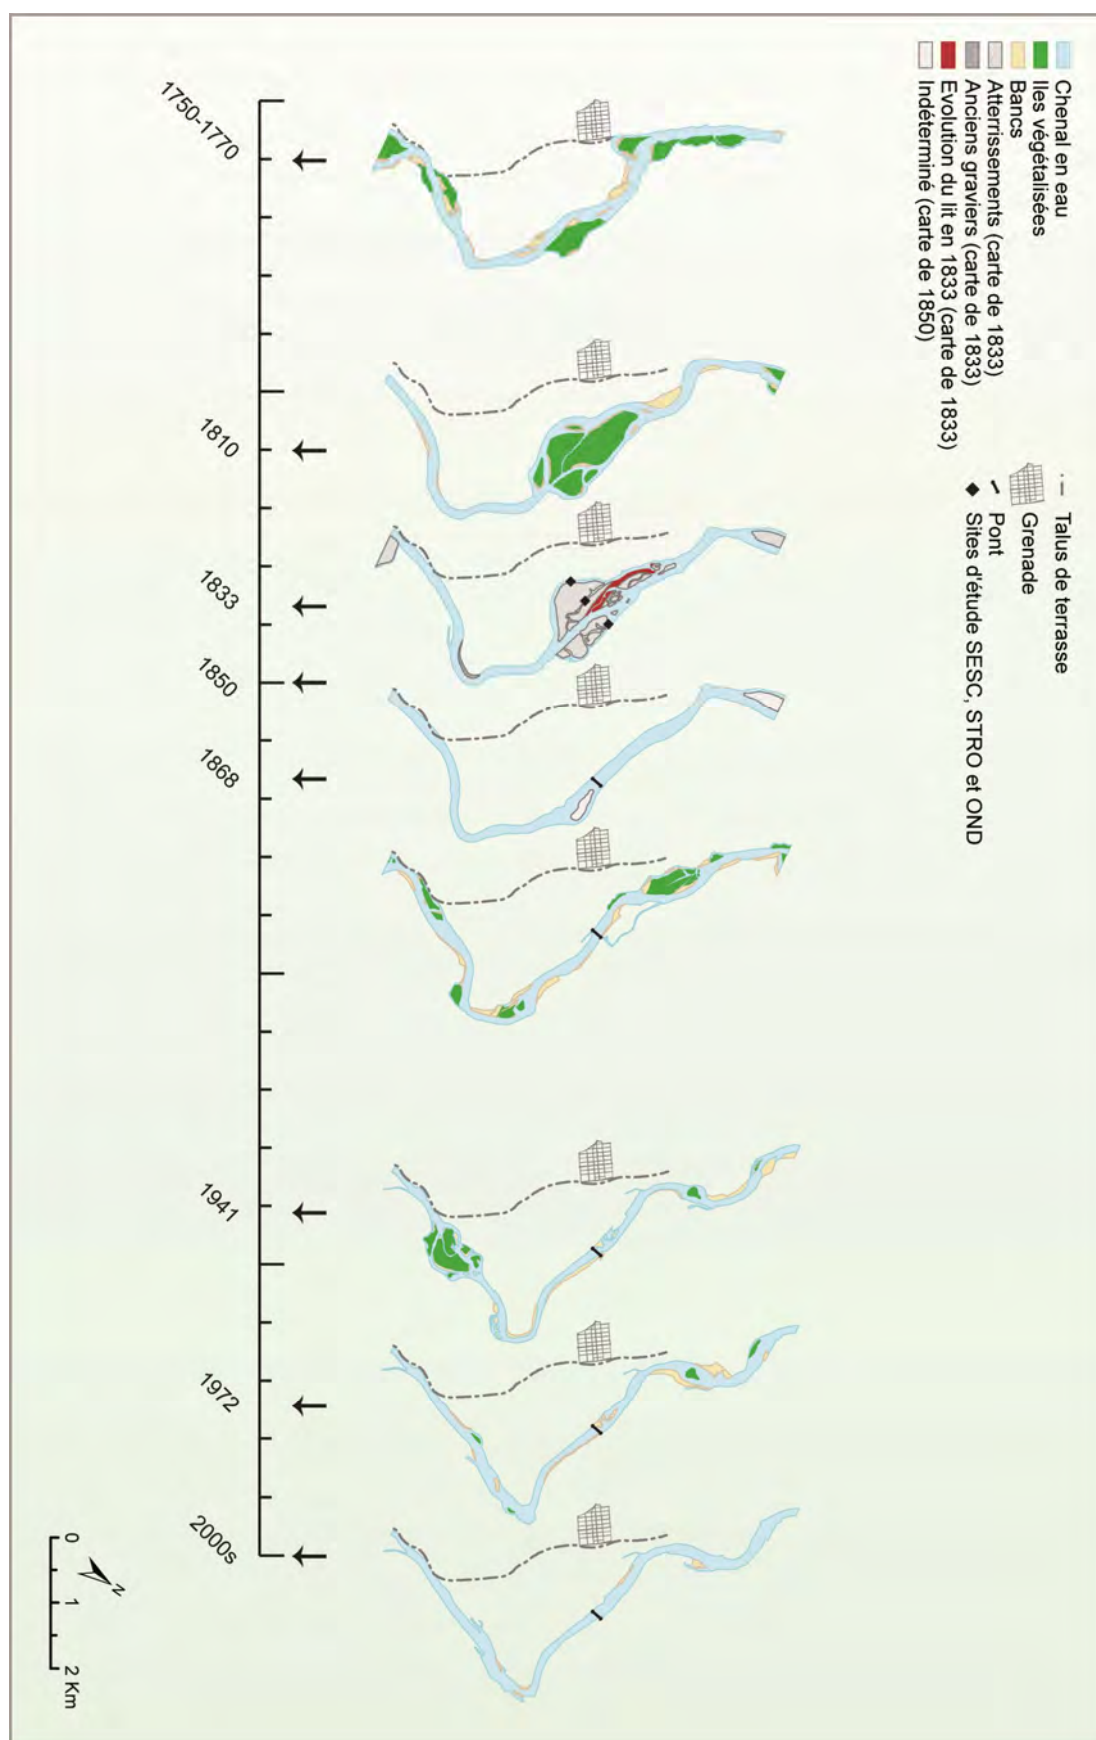 Chenal en eau
Iles végétalisées
Bancs
Atterrissements (carte de 1833)
Anciens graviers (carte de 1833)
Evolution du lit en 1833 (carte de 1833)
Indéterminé (carte de 1850)
Talus de terrasse
Grenade
Pont
Sites d'étude SESC, STRO et OND
1750-1770
1810
1833
1850
1868
1941
1972
2000s
N
0 1 2 Km